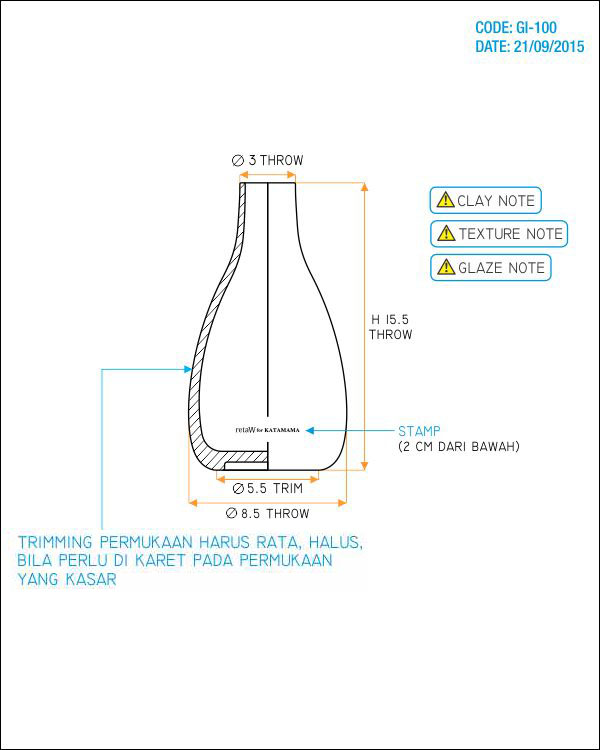 CODE: GI-100
DATE: 21/09/2015
Ø 3 THROW
CLAY NOTE
TEXTURE NOTE
GLAZE NOTE
H 15.5
THROW
retaW for KATAMAMA
STAMP
(2 CM DARI BAWAH)
Ø 5.5 TRIM
Ø 8.5 THROW
TRIMMING PERMUKAAN HARUS RATA, HALUS,
BILA PERLU DI KARET PADA PERMUKAAN
YANG KASAR